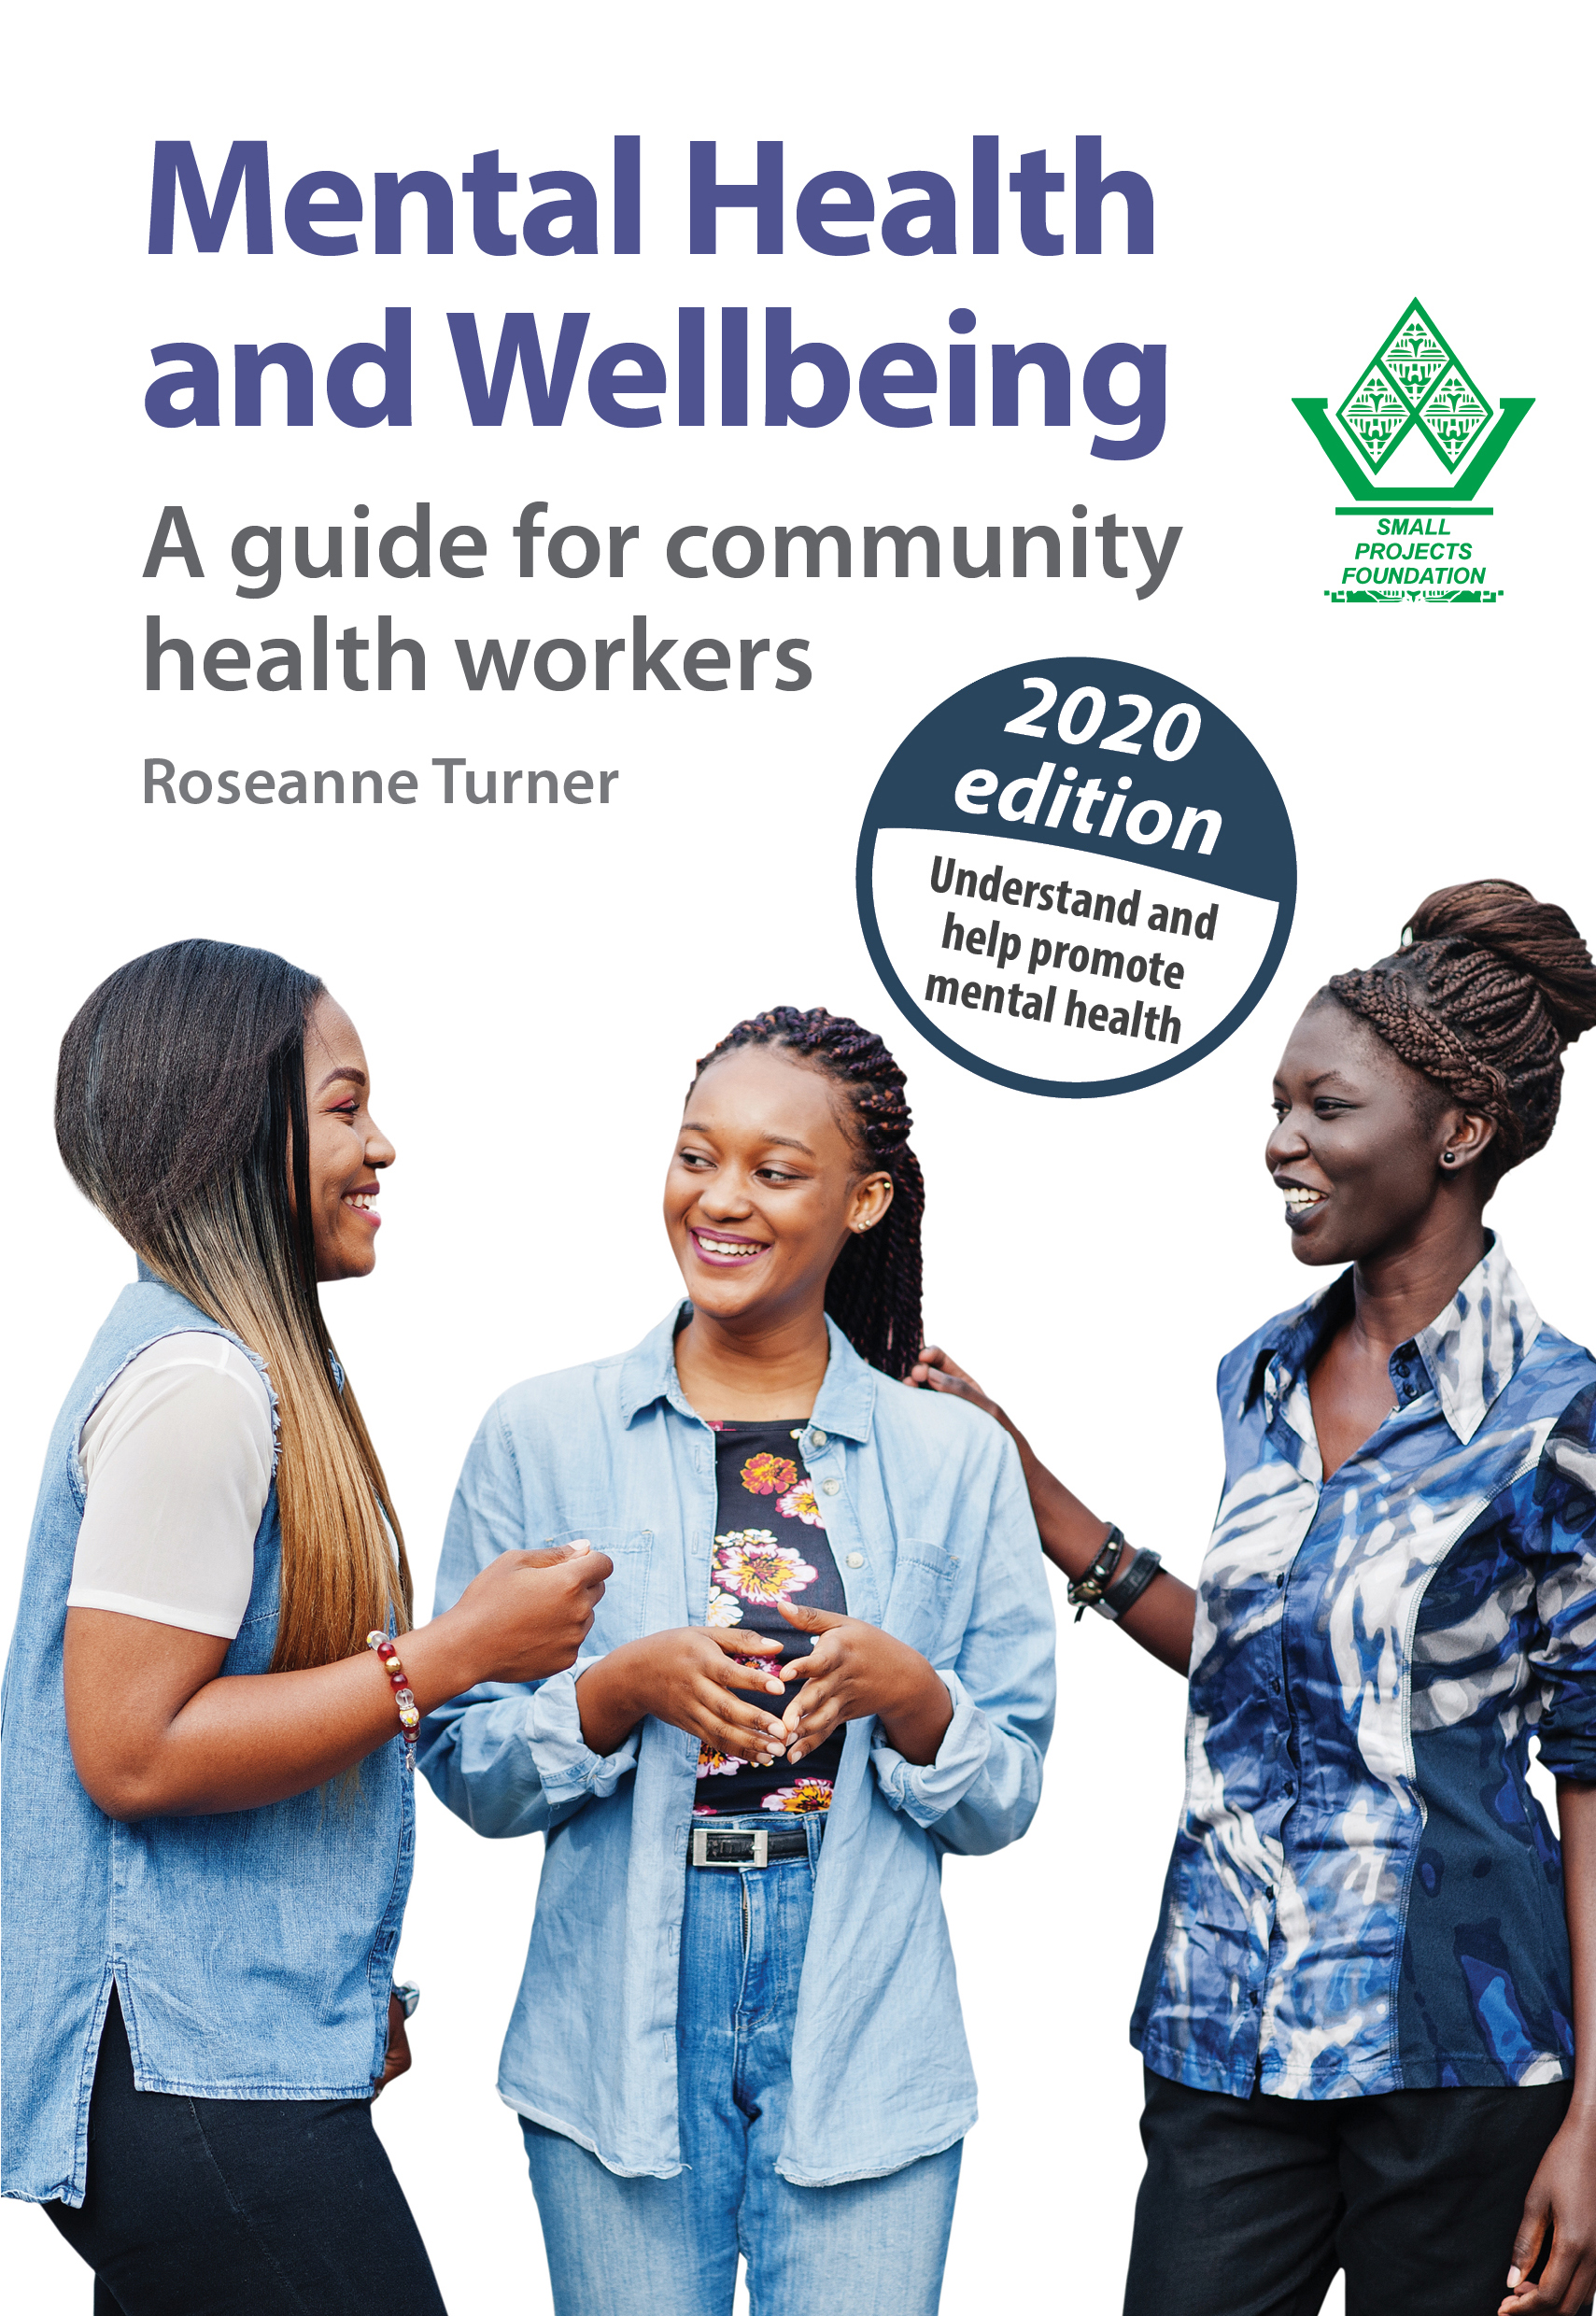 Mental Health
and Wellbeing
A guide for community
health workers
Roseanne Turner
SMALL
PROJECTS
FOUNDATION
2020
edition
Understand and
help promote
mental health